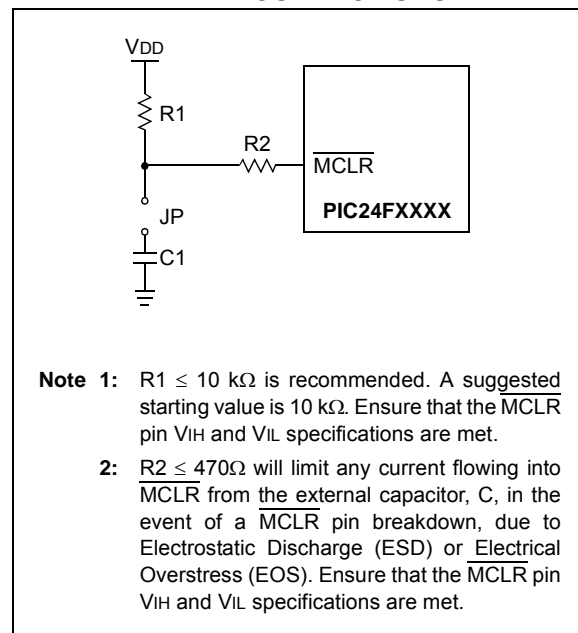 VDD
R1
R2
MCLR
JP
PIC24FXXXX
C1
Note 1: R1 ≤ 10 kΩ is recommended. A suggested
starting value is 10 kΩ. Ensure that the MCLR
pin VIH and VIL specifications are met.
2: R2 ≤ 470Ω will limit any current flowing into
MCLR from the external capacitor, C, in the
event of a MCLR pin breakdown, due to
Electrostatic Discharge (ESD) or Electrical
Overstress (EOS). Ensure that the MCLR pin
VIH and VIL specifications are met.